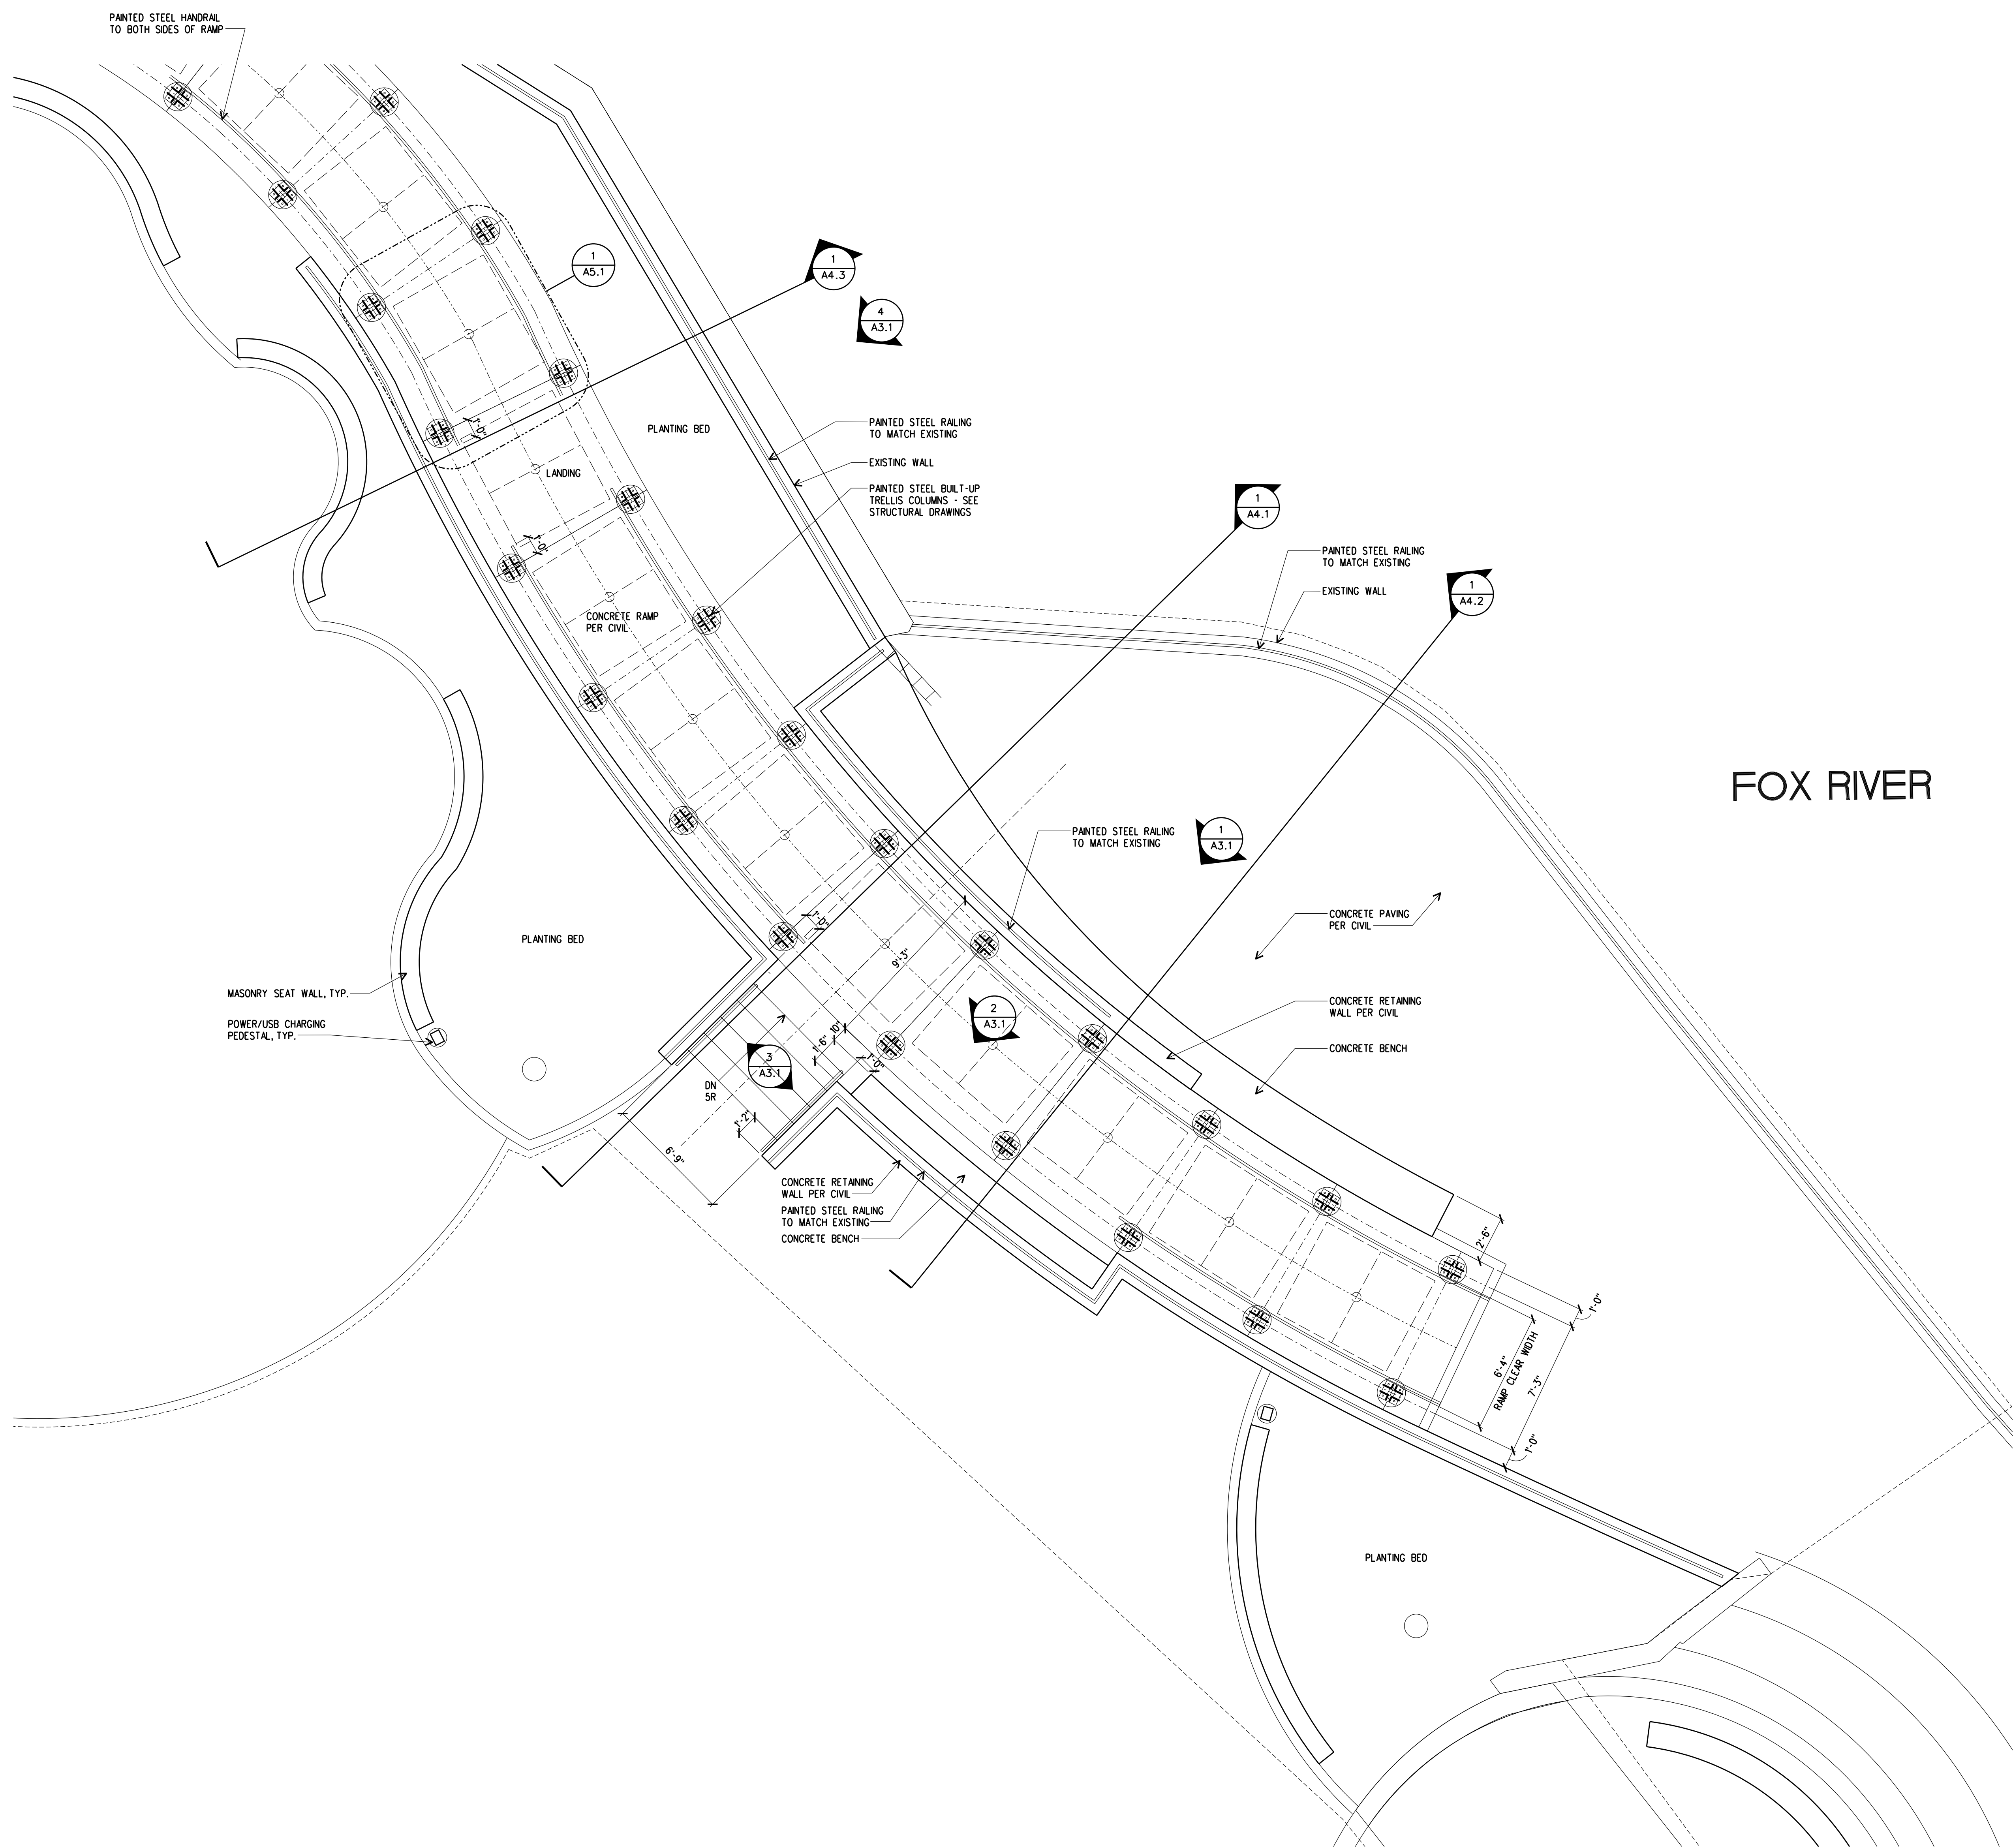 PAINTED STEEL HANDRAIL
TO BOTH SIDES OF RAMP
1
A5.1
1
A4.3
4
A3.1
PLANTING BED
PAINTED STEEL RAILING
TO MATCH EXISTING
EXISTING WALL
PAINTED STEEL BUILT-UP
TRELLIS COLUMNS - SEE
STRUCTURAL DRAWINGS
1'-0"
LANDING
1'-0"
CONCRETE RAMP
PER CIVIL
1
A4.1
PAINTED STEEL RAILING
TO MATCH EXISTING
EXISTING WALL
1
A4.2
FOX RIVER
PAINTED STEEL RAILING
TO MATCH EXISTING
1
A3.1
CONCRETE PAVING
PER CIVIL
PLANTING BED
1'-0"
9'-3"
MASONRY SEAT WALL, TYP.
POWER/USB CHARGING
PEDESTAL, TYP.
CONCRETE RETAINING
WALL PER CIVIL
CONCRETE BENCH
2
A3.1
10"
1'-6"
1'-0"
3
A3.1
DN
5R
1'-2"
6'-9"
CONCRETE RETAINING
WALL PER CIVIL
PAINTED STEEL RAILING
TO MATCH EXISTING
CONCRETE BENCH
2'-6"
1'-0"
6'-4"
RAMP CLEAR WIDTH
7'-3"
1'-0"
PLANTING BED